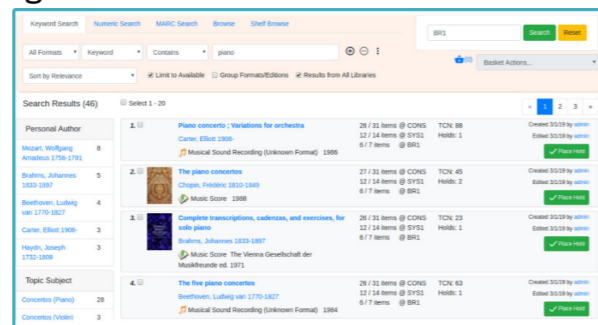 Keyword Search Numeric Search MARC Search Browse Shelf Browse
BR1 Search Reset
All Formats Keyword Contains piano
Basket Actions...
Sort by Relevance Limit to Available Group Formats/Editions Results from All Libraries
Search Results (46) Select 1 - 20 « 1 2 3 »
Personal Author
Mozart, Wolfgang Amadeus 1756-1791 8
Brahms, Johannes 1833-1897 5
Beethoven, Ludwig van 1770-1827 4
Carter, Elliott 1908- 3
Haydn, Joseph 1732-1809 3
Topic Subject
Concertos (Piano) 28
Concertos (Violin) 3
1. Piano concerto ; Variations for orchestra 26 / 31 items @ CONS TCN: 88 Created 3/1/19 by admin
Carter, Elliott 1908- 12 / 14 items @ SYS1 Holds: 1 Edited 3/1/19 by admin
Musical Sound Recording (Unknown Format) 1986 6 / 7 items @ BR1 Place Hold
2. The piano concertos 27 / 31 items @ CONS TCN: 45 Created 3/1/19 by admin
Chopin, Frédéric 1810-1849 12 / 14 items @ SYS1 Holds: 2 Edited 3/1/19 by admin
Music Score 1988 6 / 7 items @ BR1 Place Hold
3. Complete transcriptions, cadenzas, and exercises, for solo piano 26 / 31 items @ CONS TCN: 23 Created 3/1/19 by admin
Brahms, Johannes 1833-1897 12 / 14 items @ SYS1 Holds: 1 Edited 3/1/19 by admin
Music Score The Vienna Gesellschaft der Musikfreunde ed. 1971 6 / 7 items @ BR1 Place Hold
4. The five piano concertos 26 / 31 items @ CONS TCN: 63 Created 3/1/19 by admin
Beethoven, Ludwig van 1770-1827 12 / 14 items @ SYS1 Holds: 1 Edited 3/1/19 by admin
Musical Sound Recording (Unknown Format) 1984 6 / 7 items @ BR1 Place Hold